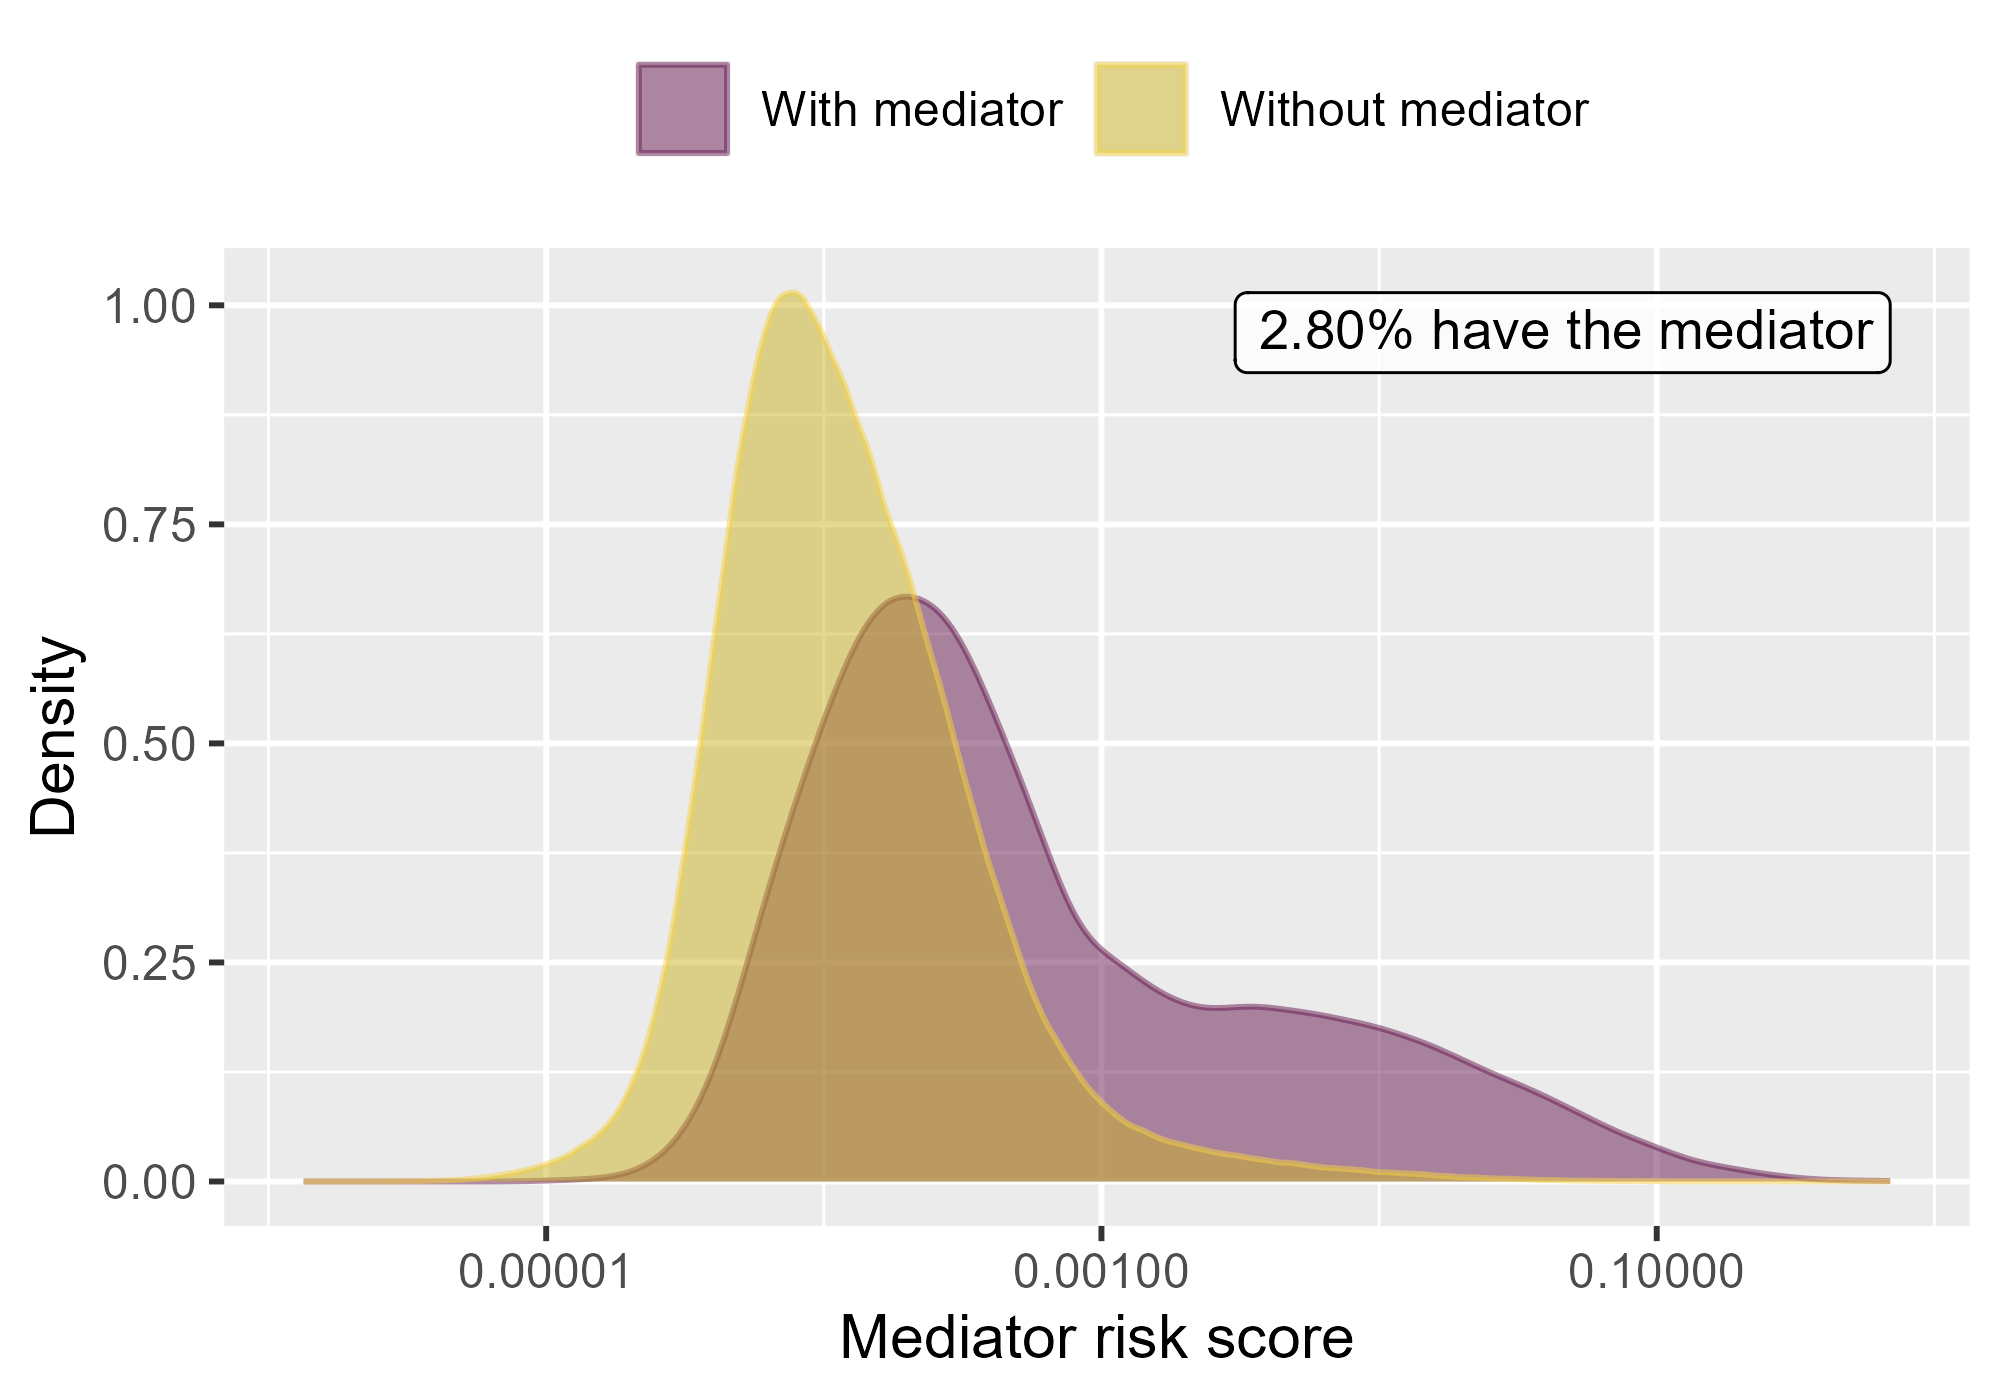 With mediator Without mediator
2.80% have the mediator
1.00
0.75
0.50
0.25
0.00
Density
0.00001 0.00100 0.10000
Mediator risk score